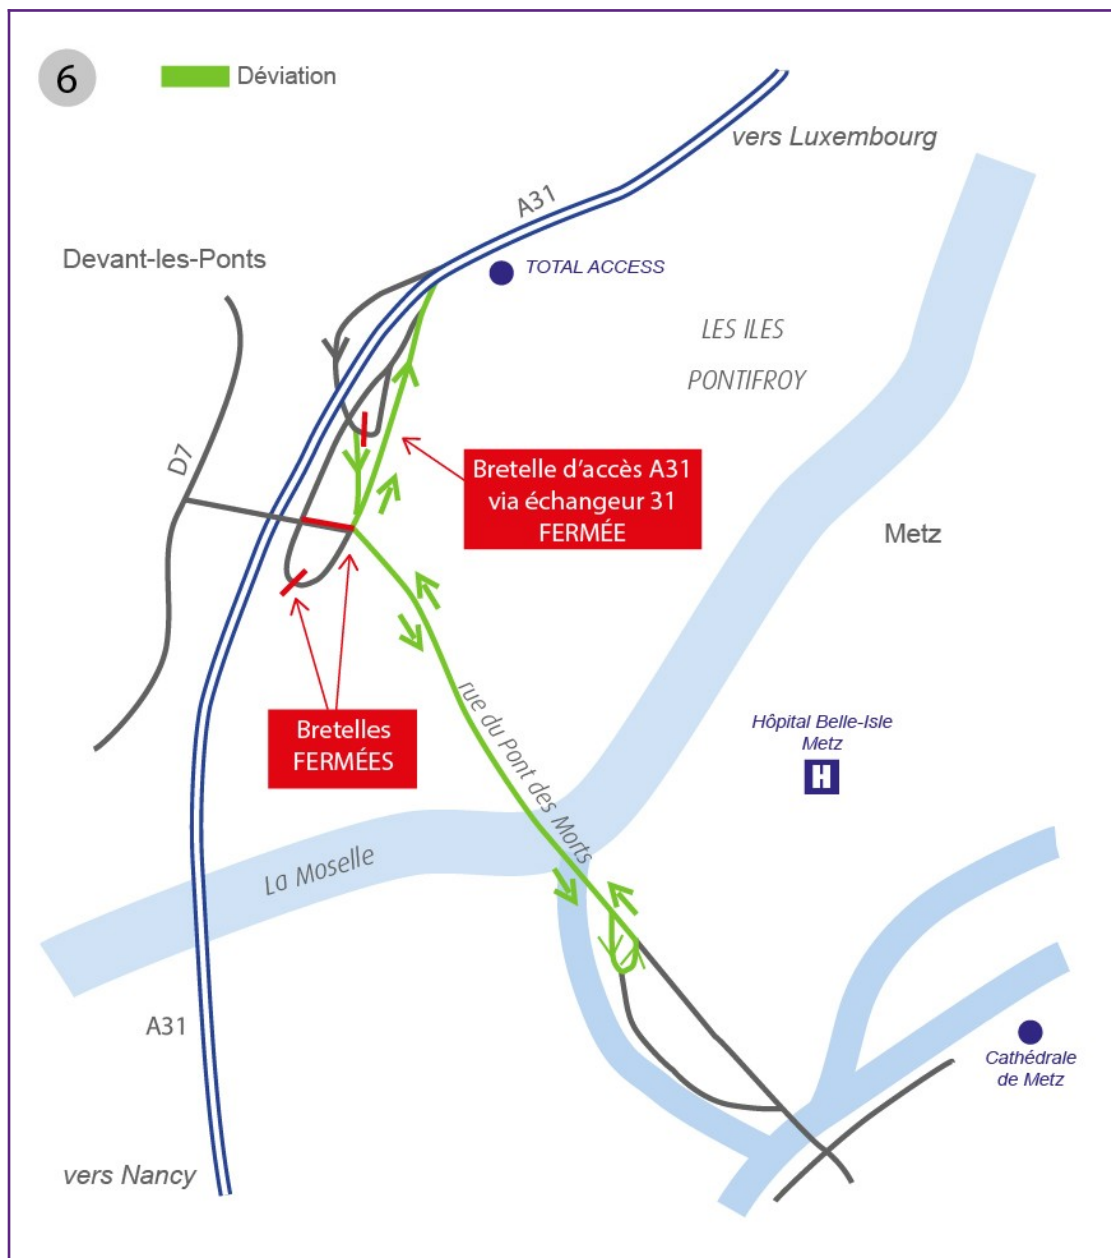 6
Déviation
vers Luxembourg
A31
Devant-les-Ponts
TOTAL ACCESS
LES ILES
PONTIFROY
D7
Bretelle d’accès A31
via échangeur 31
FERMÉE
Metz
rue du Pont des Morts
Bretelles
FERMÉES
Hôpital Belle-Isle
Metz
H
La Moselle
A31
Cathédrale
de Metz
vers Nancy